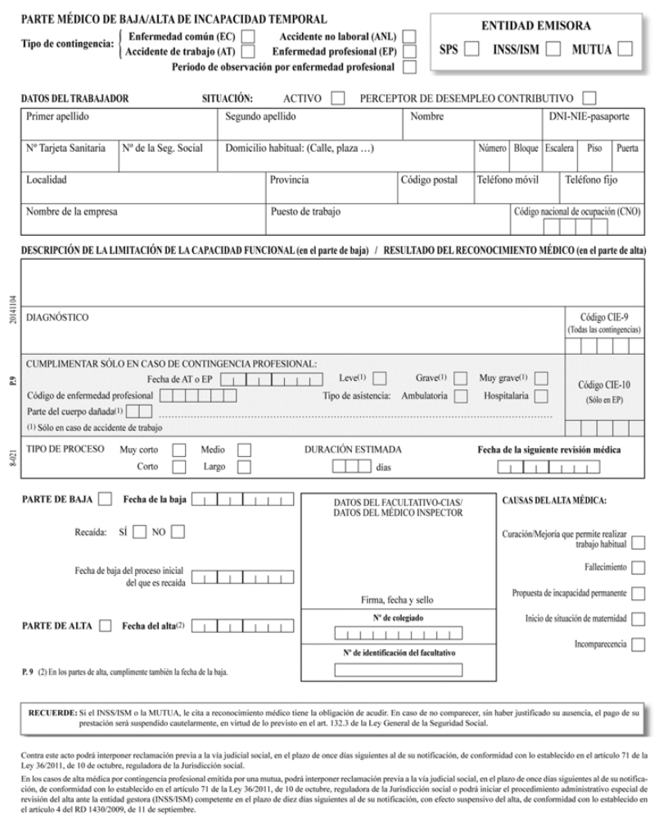 PARTE MÉDICO DE BAJA/ALTA DE INCAPACIDAD TEMPORAL
Tipo de contingencia:
Enfermedad común (EC)
Accidente no laboral (ANL)
Accidente de trabajo (AT)
Enfermedad profesional (EP)
Periodo de observación por enfermedad profesional
ENTIDAD EMISORA
SPS INSS/ISM MUTUA
DATOS DEL TRABAJADOR SITUACIÓN: ACTIVO PERCEPTOR DE DESEMPLEO CONTRIBUTIVO
Primer apellido Segundo apellido Nombre DNI-NIE-pasaporte
Nº Tarjeta Sanitaria Nº de la Seg. Social Domicilio habitual: (Calle, plaza …) Número Bloque Escalera Piso Puerta
Localidad Provincia Código postal Teléfono móvil Teléfono fijo
Nombre de la empresa Puesto de trabajo Código nacional de ocupación (CNO)
DESCRIPCIÓN DE LA LIMITACIÓN DE LA CAPACIDAD FUNCIONAL (en el parte de baja) / RESULTADO DEL RECONOCIMIENTO MÉDICO (en el parte de alta)
DIAGNÓSTICO
Código CIE-9
(Todas las contingencias)
CUMPLIMENTAR SÓLO EN CASO DE CONTINGENCIA PROFESIONAL:
Fecha de AT o EP Leve(1) Grave(1) Muy grave(1)
Código de enfermedad profesional Tipo de asistencia: Ambulatoria Hospitalaria
Parte del cuerpo dañada(1)
(1) Sólo en caso de accidente de trabajo
Código CIE-10
(Sólo en EP)
TIPO DE PROCESO Muy corto Medio
Corto Largo
DURACIÓN ESTIMADA
días
Fecha de la siguiente revisión médica
20141104
P.9
8-021
PARTE DE BAJA Fecha de la baja
Recaída: SÍ NO
Fecha de baja del proceso inicial
del que es recaída
PARTE DE ALTA Fecha del alta(2)
P. 9 (2) En los partes de alta, cumplimente también la fecha de la baja.
DATOS DEL FACULTATIVO-CIAS/
DATOS DEL MÉDICO INSPECTOR
Firma, fecha y sello
Nº de colegiado
Nº de identificación del facultativo
CAUSAS DEL ALTA MÉDICA:
Curación/Mejoría que permite realizar
trabajo habitual
Fallecimiento
Propuesta de incapacidad permanente
Inicio de situación de maternidad
Incomparecencia
RECUERDE: Si el INSS/ISM o la MUTUA, le cita a reconocimiento médico tiene la obligación de acudir. En caso de no comparecer, sin haber justificado su ausencia, el pago de su
prestación será suspendido cautelarmente, en virtud de lo previsto en el art. 132.3 de la Ley General de la Seguridad Social.
Contra este acto podrá interponer reclamación previa a la vía judicial social, en el plazo de once días siguientes al de su notificación, de conformidad con lo establecido en el artículo 71 de la
Ley 36/2011, de 10 de octubre, reguladora de la Jurisdicción social.
En los casos de alta médica por contingencia profesional emitida por una mutua, podrá interponer reclamación previa a la vía judicial social, en el plazo de once días siguientes al de su notifica-
ción, de conformidad con lo establecido en el artículo 71 de la Ley 36/2011, de 10 de octubre, reguladora de la Jurisdicción social o podrá iniciar el procedimiento administrativo especial de
revisión del alta ante la entidad gestora (INSS/ISM) competente en el plazo de diez días siguientes al de su notificación, con efecto suspensivo del alta, de conformidad con lo establecido en
el artículo 4 del RD 1430/2009, de 11 de septiembre.